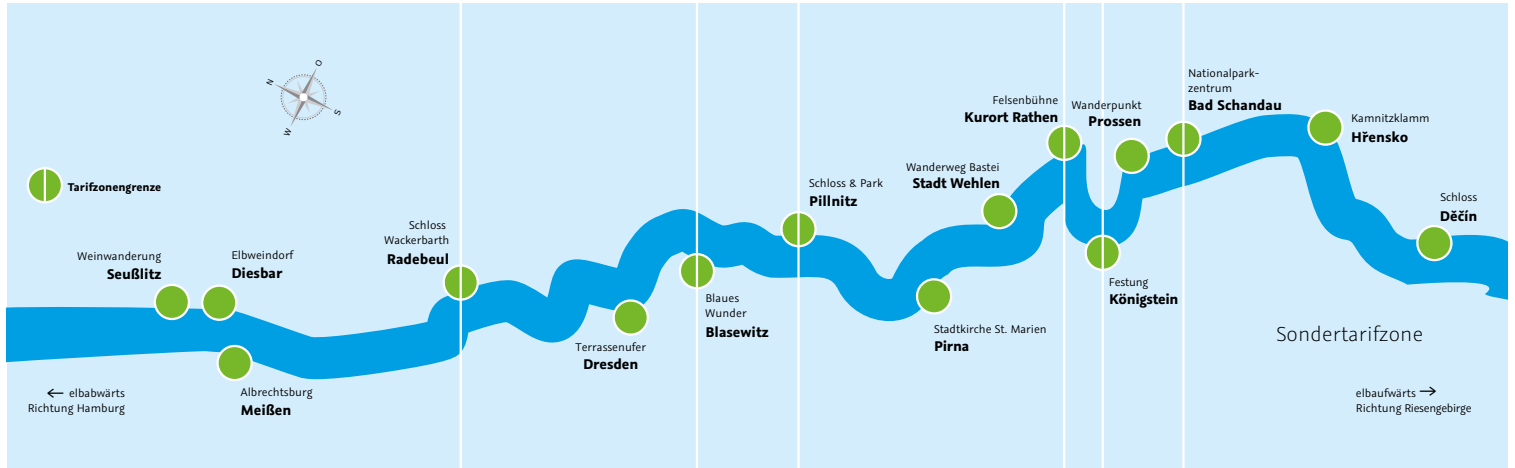 O
N
S
W
Tarifzonengrenze
Weinwanderung
Seußlitz
Elbweindorf
Diesbar
Albrechtsburg
Meißen
← elbabwärts
Richtung Hamburg
Schloss
Wackerbarth
Radebeul
Terrassenufer
Dresden
Blaues
Wunder
Blasewitz
Schloss & Park
Pillnitz
Stadtkirche St. Marien
Pirna
Wanderweg Bastei
Stadt Wehlen
Felsenbühne
Kurort Rathen
Festung
Königstein
Wanderpunkt
Prossen
Nationalpark-
zentrum
Bad Schandau
Kamnitzklamm
Hřensko
Schloss
Děčín
Sondertarifzone
elbaufwärts →
Richtung Riesengebirge